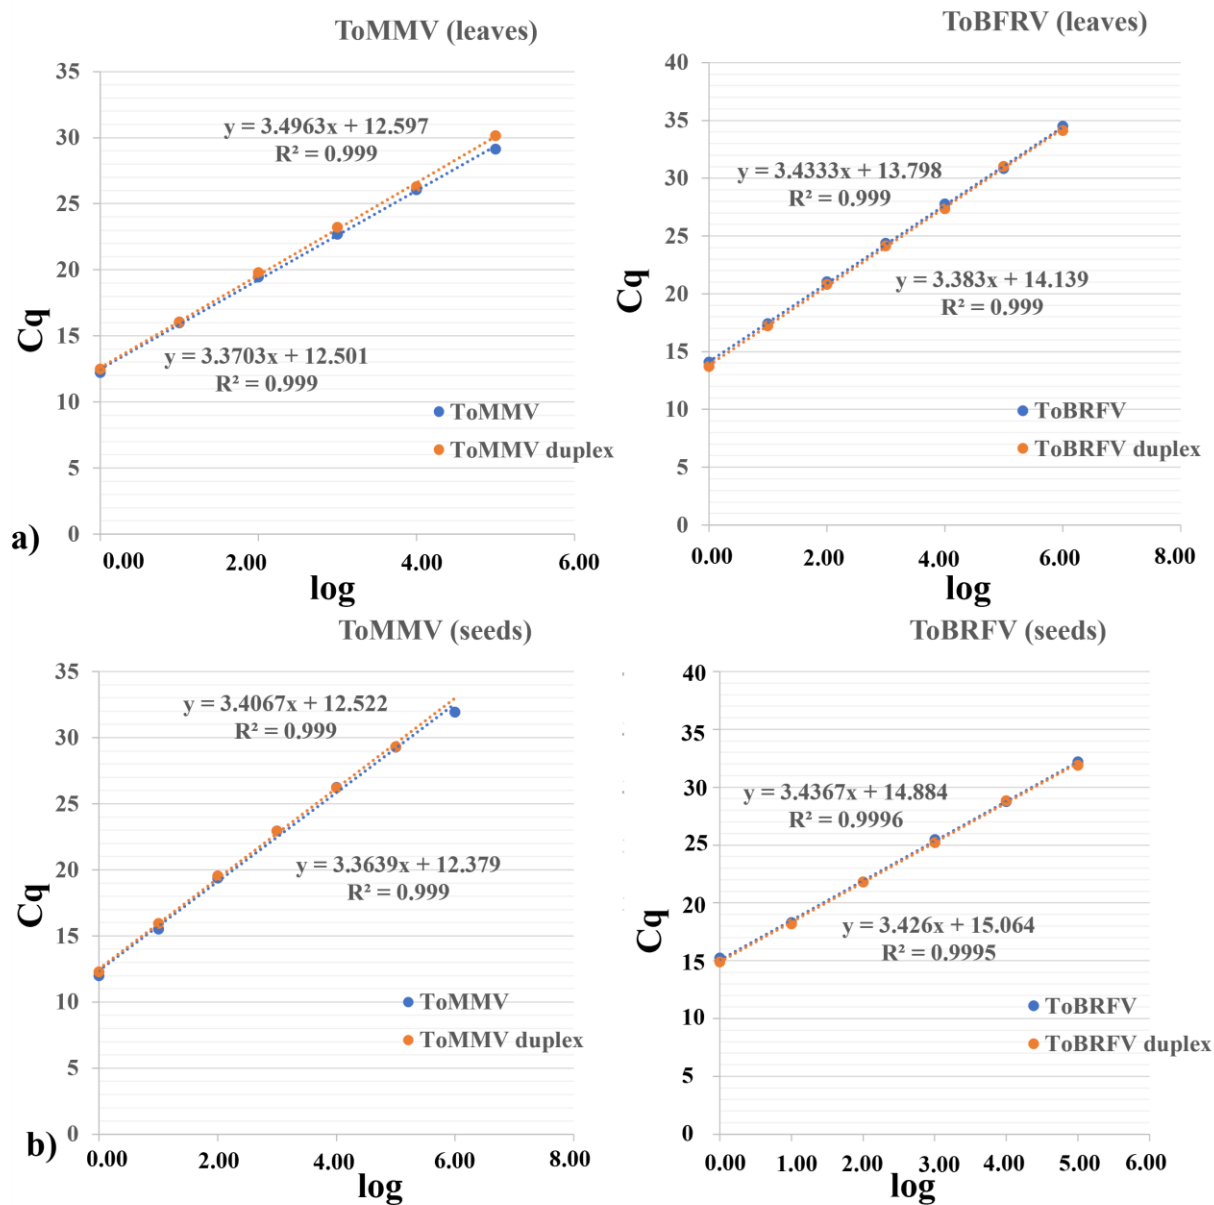 ToMMV (leaves)
35
30
25
20
15
10
5
0
Cq
y = 3.4963x + 12.597
R² = 0.999
y = 3.3703x + 12.501
R² = 0.999
ToMMV
ToMMV duplex
0.00 2.00 4.00 6.00
log
a)
ToBFRV (leaves)
40
35
30
25
20
15
10
5
0
Cq
y = 3.4333x + 13.798
R² = 0.999
y = 3.383x + 14.139
R² = 0.999
ToBRFV
ToBRFV duplex
0.00 2.00 4.00 6.00 8.00
log
ToMMV (seeds)
35
30
25
20
15
10
5
0
Cq
y = 3.4067x + 12.522
R² = 0.999
y = 3.3639x + 12.379
R² = 0.999
ToMMV
ToMMV duplex
0.00 2.00 4.00 6.00 8.00
log
b)
ToBRFV (seeds)
40
35
30
25
20
15
10
5
0
Cq
y = 3.4367x + 14.884
R² = 0.9996
y = 3.426x + 15.064
R² = 0.9995
ToBRFV
ToBRFV duplex
0.00 1.00 2.00 3.00 4.00 5.00 6.00
log